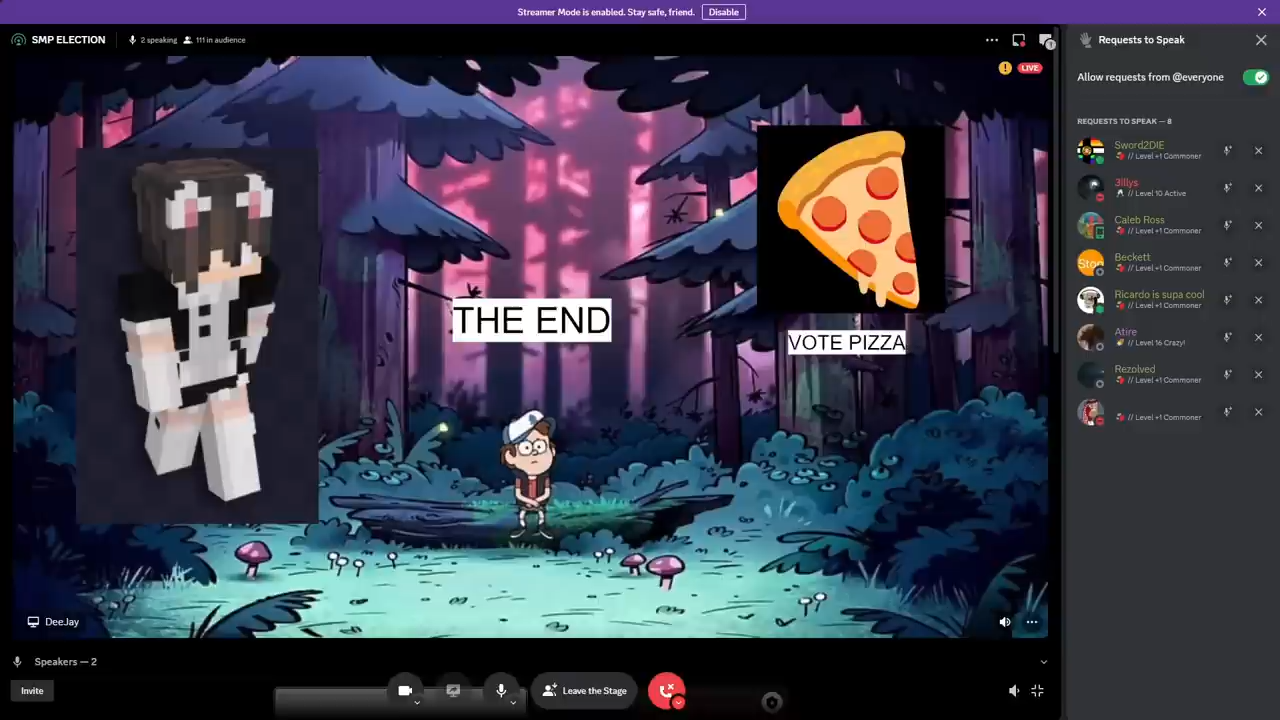 Streamer Mode is enabled. Stay safe, friend. Disable
SMP ELECTION
2 speaking 111 in audience
1
! LIVE
THE END
VOTE PIZZA
DeeJay
Speakers — 2
Invite
Leave the Stage
Requests to Speak
Allow requests from @everyone
REQUESTS TO SPEAK — 8
Sword2DIE
// Level +1 Commoner
3illys
// Level 10 Active
Caleb Ross
// Level +1 Commoner
Beckett
// Level +1 Commoner
Stog
Ricardo is supa cool
// Level +1 Commoner
Atire
// Level 16 Crazy!
Rezolved
// Level +1 Commoner
// Level +1 Commoner